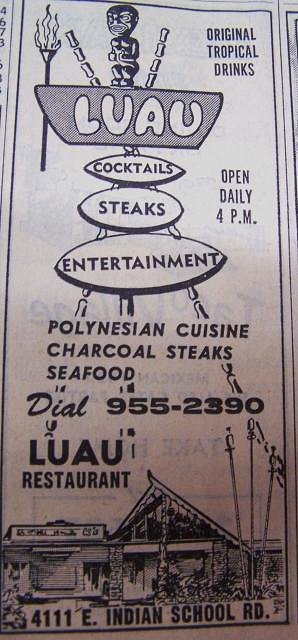 ORIGINAL
TROPICAL
DRINKS
LUAU
COCKTAILS
STEAKS
OPEN
DAILY
4 P.M.
ENTERTAINMENT
POLYNESIAN CUISINE
CHARCOAL STEAKS
SEAFOOD
Dial 955-2390
LUAU
RESTAURANT
4111 E. INDIAN SCHOOL RD.